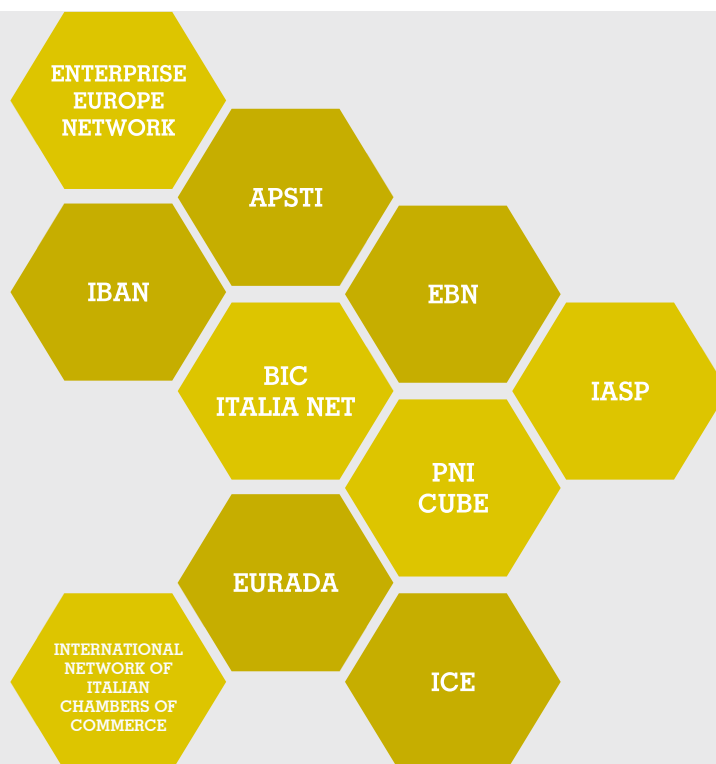 ENTERPRISE
EUROPE
NETWORK
APSTI
IBAN
EBN
BIC
ITALIA NET
IASP
PNI
CUBE
EURADA
INTERNATIONAL
NETWORK OF
ITALIAN
CHAMBERS OF
COMMERCE
ICE